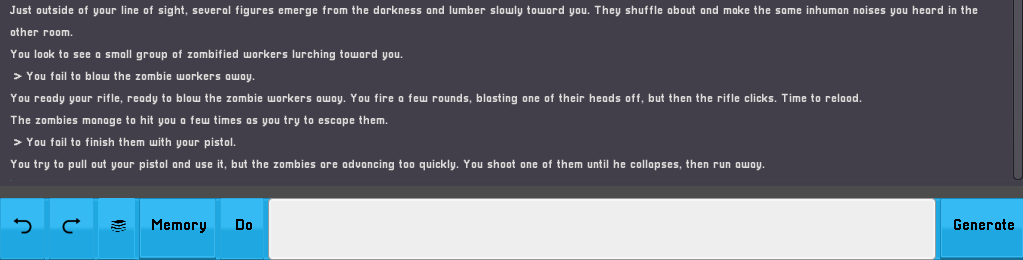 Just outside of your line of sight, several figures emerge from the darkness and lumber slowly toward you. They shuffle about and make the same inhuman noises you heard in the
other room.
You look to see a small group of zombified workers lurching toward you.
> You fail to blow the zombie workers away.
You ready your rifle, ready to blow the zombie workers away. You fire a few rounds, blasting one of their heads off, but then the rifle clicks. Time to reload.
The zombies manage to hit you a few times as you try to escape them.
> You fail to finish them with your pistol.
You try to pull out your pistol and use it, but the zombies are advancing too quickly. You shoot one of them until he collapses, then run away.
Memory Do Generate